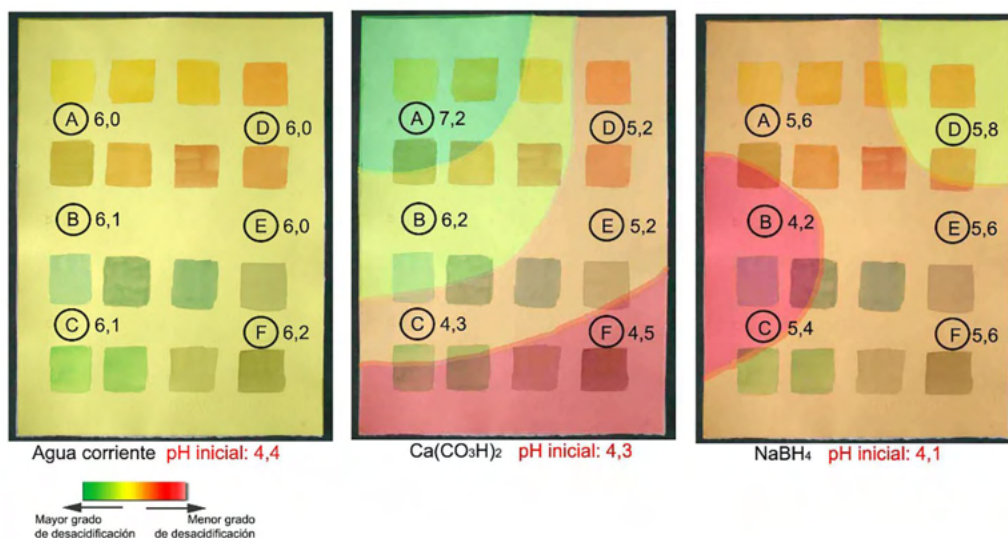 A 6,0
D 6,0
B 6,1
E 6,0
C 6,1
F 6,2
Agua corriente pH inicial: 4,4
A 7,2
D 5,2
B 6,2
E 5,2
C 4,3
F 4,5
Ca(CO₃H)₂ pH inicial: 4,3
A 5,6
D 5,8
B 4,2
E 5,6
C 5,4
F 5,6
NaBH₄ pH inicial: 4,1
Mayor grado
de desacidificación
Menor grado
de desacidificación